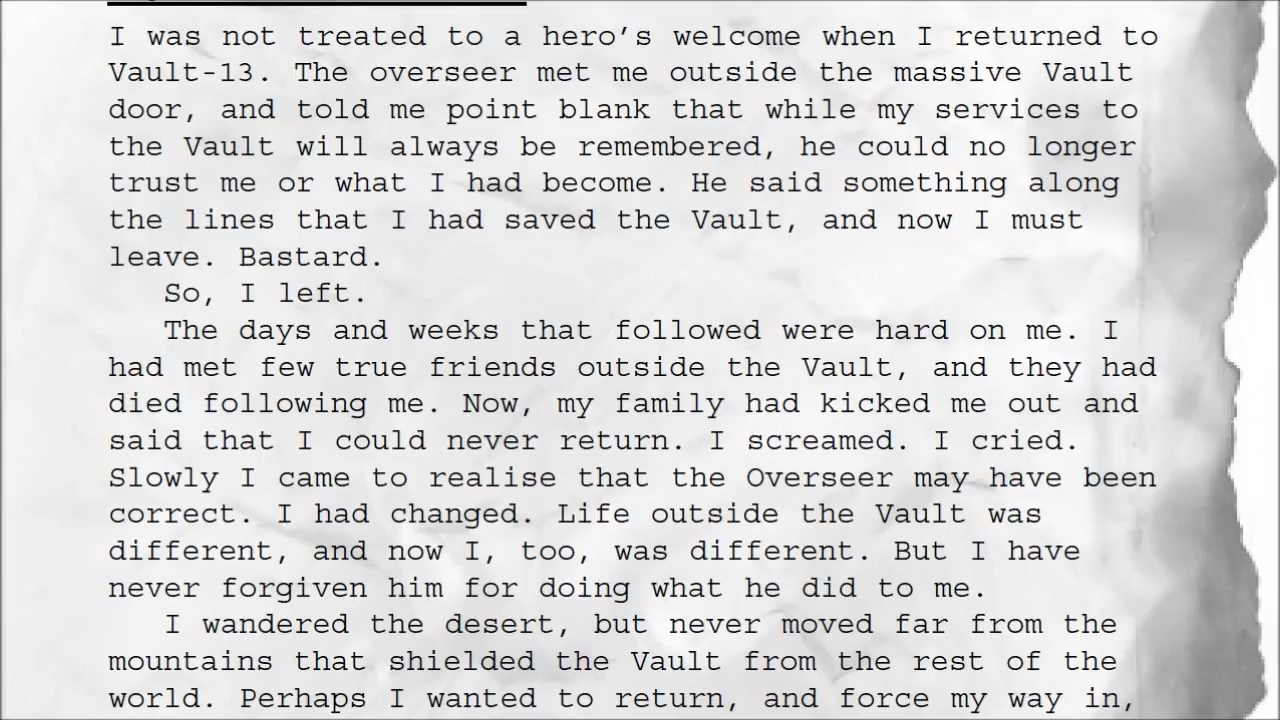 I was not treated to a hero’s welcome when I returned to
Vault-13. The overseer met me outside the massive Vault
door, and told me point blank that while my services to
the Vault will always be remembered, he could no longer
trust me or what I had become. He said something along
the lines that I had saved the Vault, and now I must
leave. Bastard.
So, I left.
The days and weeks that followed were hard on me. I
had met few true friends outside the Vault, and they had
died following me. Now, my family had kicked me out and
said that I could never return. I screamed. I cried.
Slowly I came to realise that the Overseer may have been
correct. I had changed. Life outside the Vault was
different, and now I, too, was different. But I have
never forgiven him for doing what he did to me.
I wandered the desert, but never moved far from the
mountains that shielded the Vault from the rest of the
world. Perhaps I wanted to return, and force my way in,